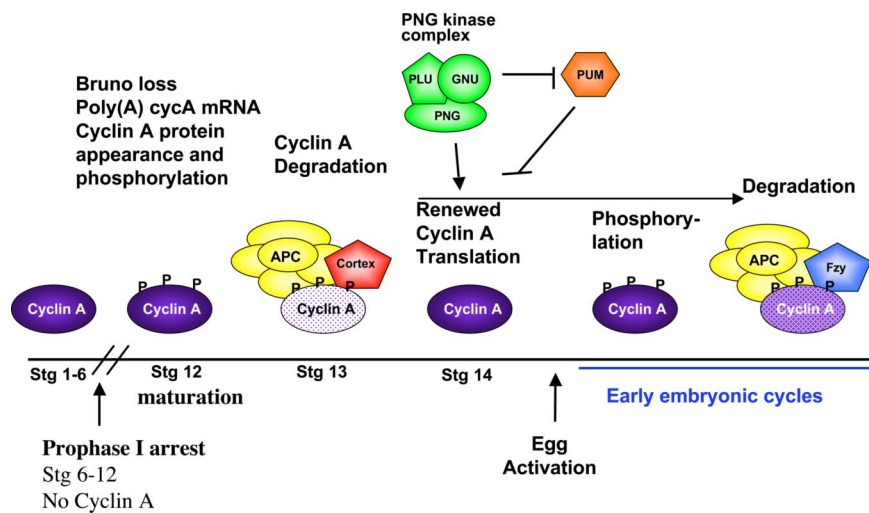 PNG kinase
complex
PLU
GNU
PNG
PUM
Bruno loss
Poly(A) cycA mRNA
Cyclin A protein
appearance and
phosphorylation
Cyclin A
Degradation
Renewed
Cyclin A
Translation
Phosphory-
lation
Degradation
Cyclin A
P P P
Cyclin A
APC
Cortex
P P P
Cyclin A
Cyclin A
P P P
Cyclin A
APC
Fzy
P P P
Cyclin A
Stg 1-6
Stg 12
Stg 13
Stg 14
maturation
Early embryonic cycles
Prophase I arrest
Stg 6-12
No Cyclin A
Egg
Activation